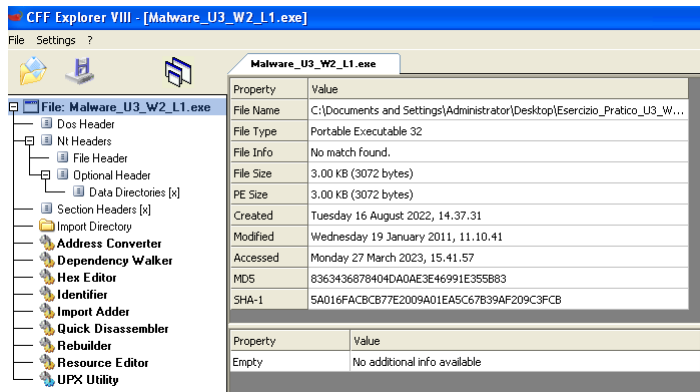 CFF Explorer VIII - [Malware_U3_W2_L1.exe]
File Settings ?
Malware_U3_W2_L1.exe
File: Malware_U3_W2_L1.exe
Dos Header
Nt Headers
File Header
Optional Header
Data Directories [x]
Section Headers [x]
Import Directory
Address Converter
Dependency Walker
Hex Editor
Identifier
Import Adder
Quick Disassembler
Rebuilder
Resource Editor
UPX Utility
Property Value
File Name C:\Documents and Settings\Administrator\Desktop\Esercizio_Pratico_U3_W...
File Type Portable Executable 32
File Info No match found.
File Size 3.00 KB (3072 bytes)
PE Size 3.00 KB (3072 bytes)
Created Tuesday 16 August 2022, 14.37.31
Modified Wednesday 19 January 2011, 11.10.41
Accessed Monday 27 March 2023, 15.41.57
MD5 8363436878404DA0AE3E46991E355B83
SHA-1 5A016FACBCB77E2009A01EA5C67B39AF209C3FCB
Property Value
Empty No additional info available